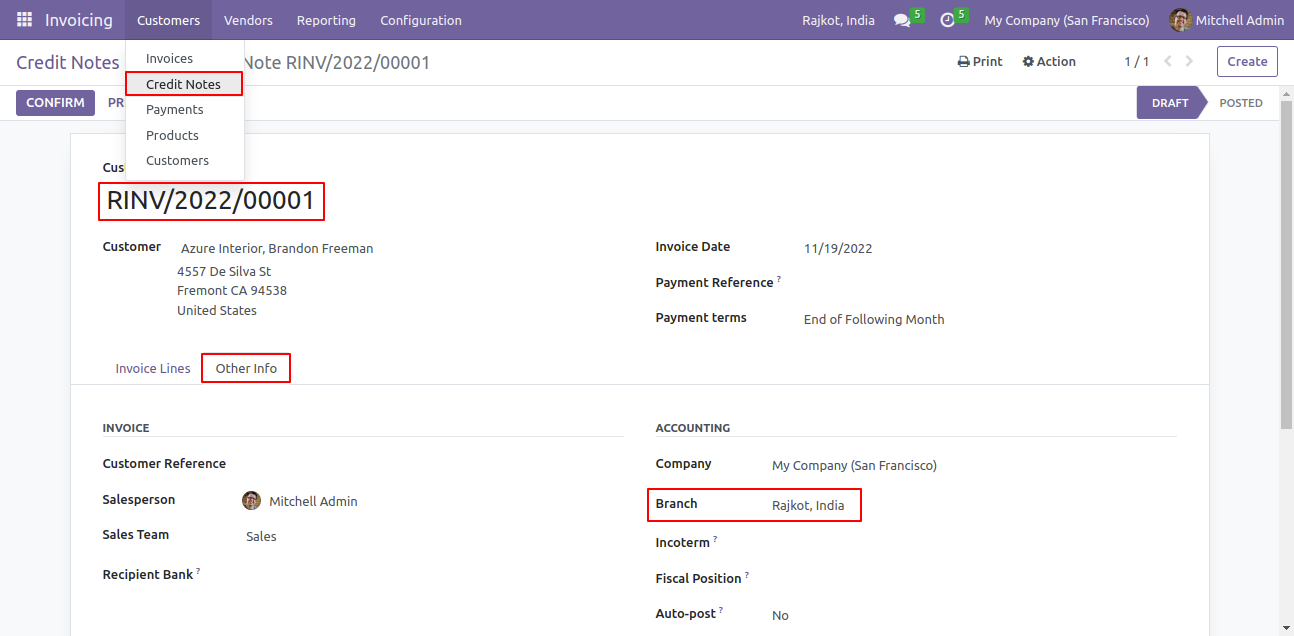 Invoicing Customers Vendors Reporting Configuration Rajkot, India 5 5 My Company (San Francisco) Mitchell Admin
Credit Notes Note RINV/2022/00001 Print Action 1 / 1 Create
Invoices
Credit Notes
Payments
Products
Customers
CONFIRM PR DRAFT POSTED
Cus
RINV/2022/00001
Customer Azure Interior, Brandon Freeman
4557 De Silva St
Fremont CA 94538
United States
Invoice Date 11/19/2022
Payment Reference ?
Payment terms End of Following Month
Invoice Lines Other Info
INVOICE
Customer Reference
Salesperson Mitchell Admin
Sales Team Sales
Recipient Bank ?
ACCOUNTING
Company My Company (San Francisco)
Branch Rajkot, India
Incoterm ?
Fiscal Position ?
Auto-post ? No